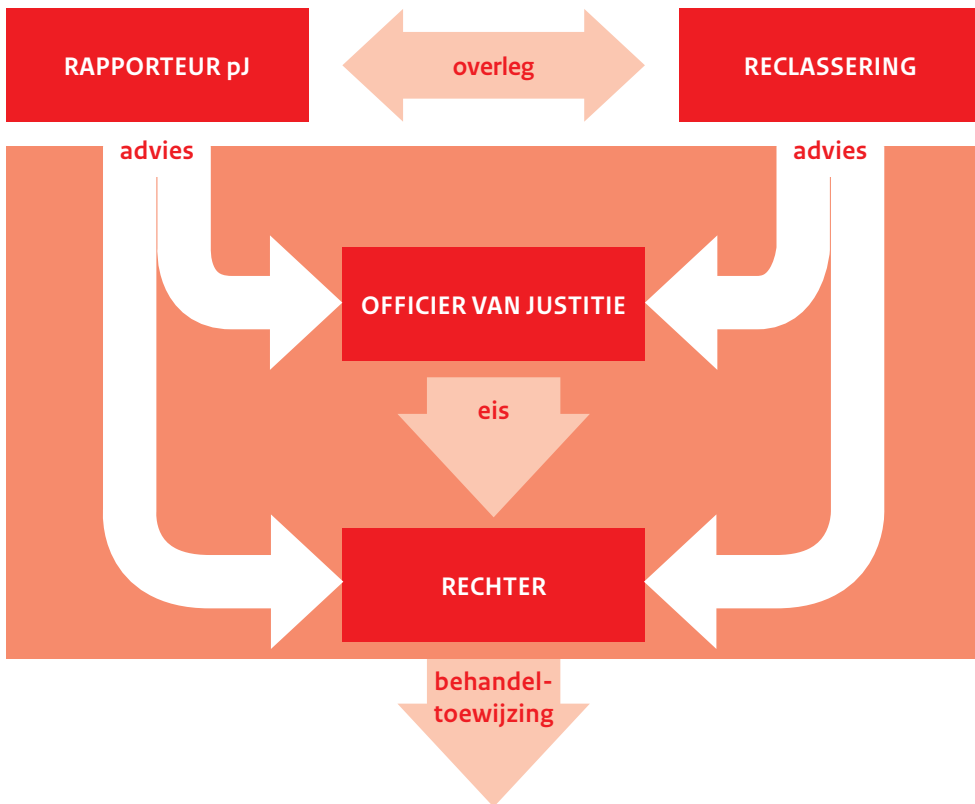 RAPPORTEUR pJ
overleg
RECLASSERING
advies
advies
OFFICIER VAN JUSTITIE
eis
RECHTER
behandel-
toewijzing